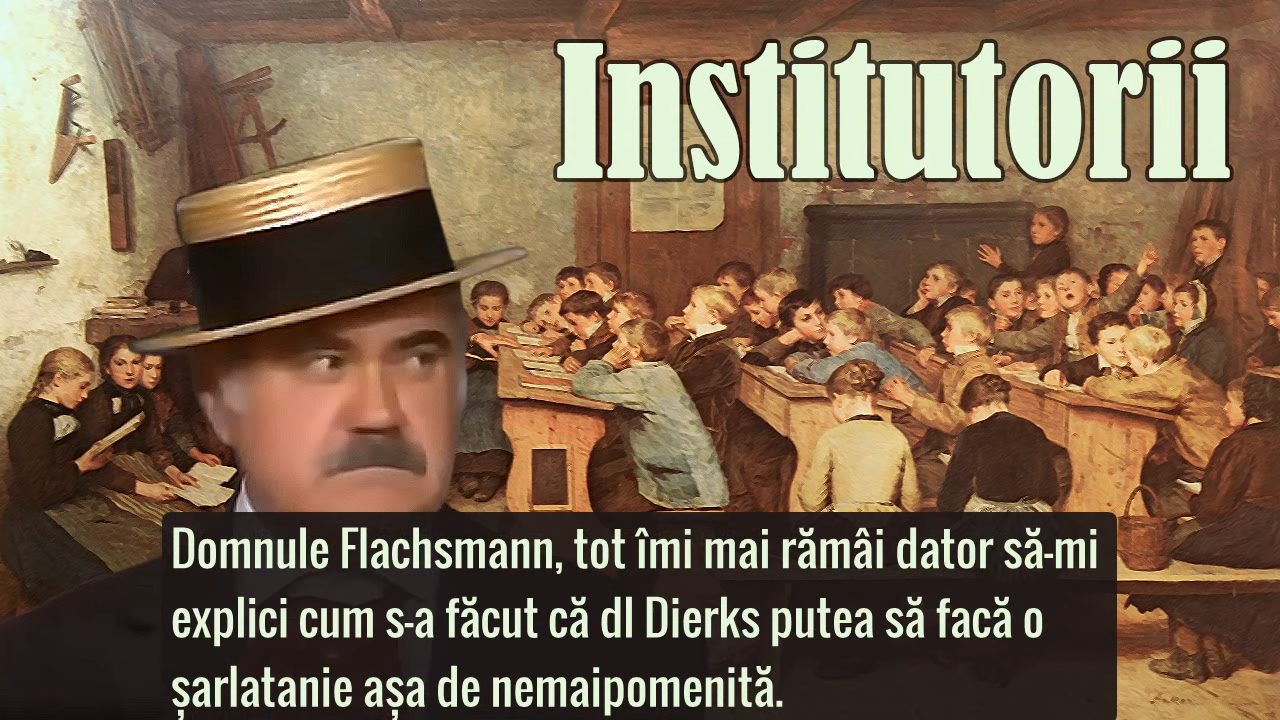 Institutorii
Domnule Flachsmann, tot îmi mai rămâi dator să-mi
explici cum s-a făcut că dl Dierks putea să facă o
șarlatanie așa de nemaipomenită.